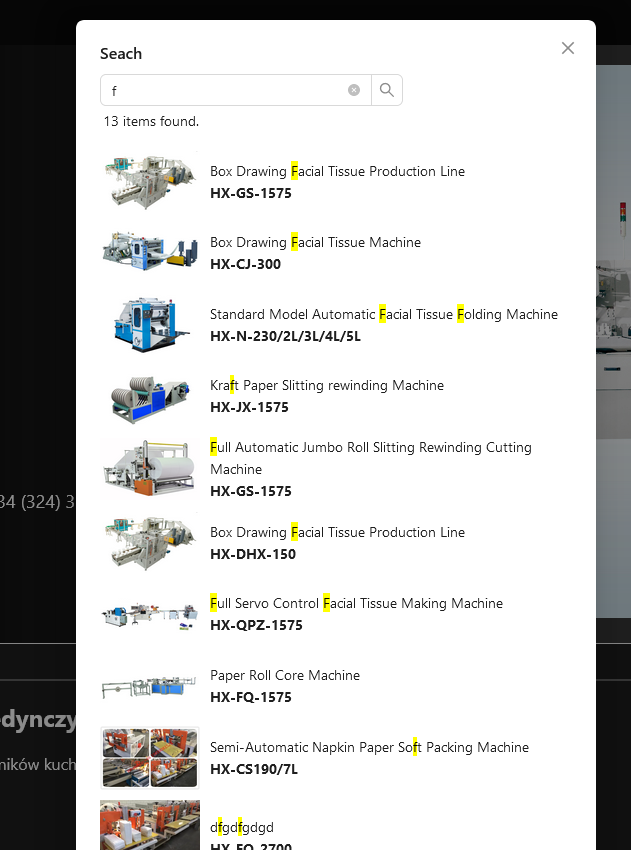 Seach
f
13 items found.
Box Drawing Facial Tissue Production Line
HX-GS-1575
Box Drawing Facial Tissue Machine
HX-CJ-300
Standard Model Automatic Facial Tissue Folding Machine
HX-N-230/2L/3L/4L/5L
Kraft Paper Slitting rewinding Machine
HX-JX-1575
Full Automatic Jumbo Roll Slitting Rewinding Cutting
Machine
HX-GS-1575
34 (324) 3
Box Drawing Facial Tissue Production Line
HX-DHX-150
Full Servo Control Facial Tissue Making Machine
HX-QPZ-1575
Paper Roll Core Machine
HX-FQ-1575
edynczy
Semi-Automatic Napkin Paper Soft Packing Machine
HX-CS190/7L
ników kuch
dfgdfgdgd
HX-FQ-2700